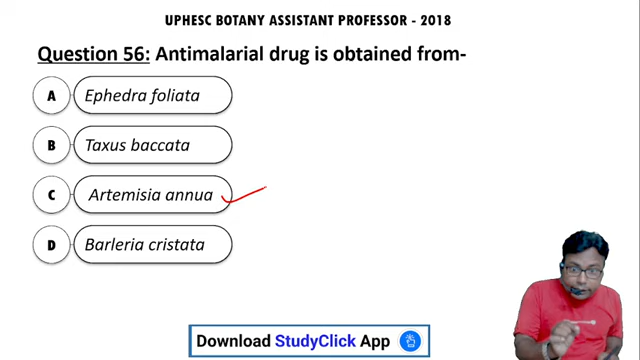 UPHESC BOTANY ASSISTANT PROFESSOR - 2018
Question 56: Antimalarial drug is obtained from-
A Ephedra foliata
B Taxus baccata
C Artemisia annua
D Barleria cristata
Download StudyClick App